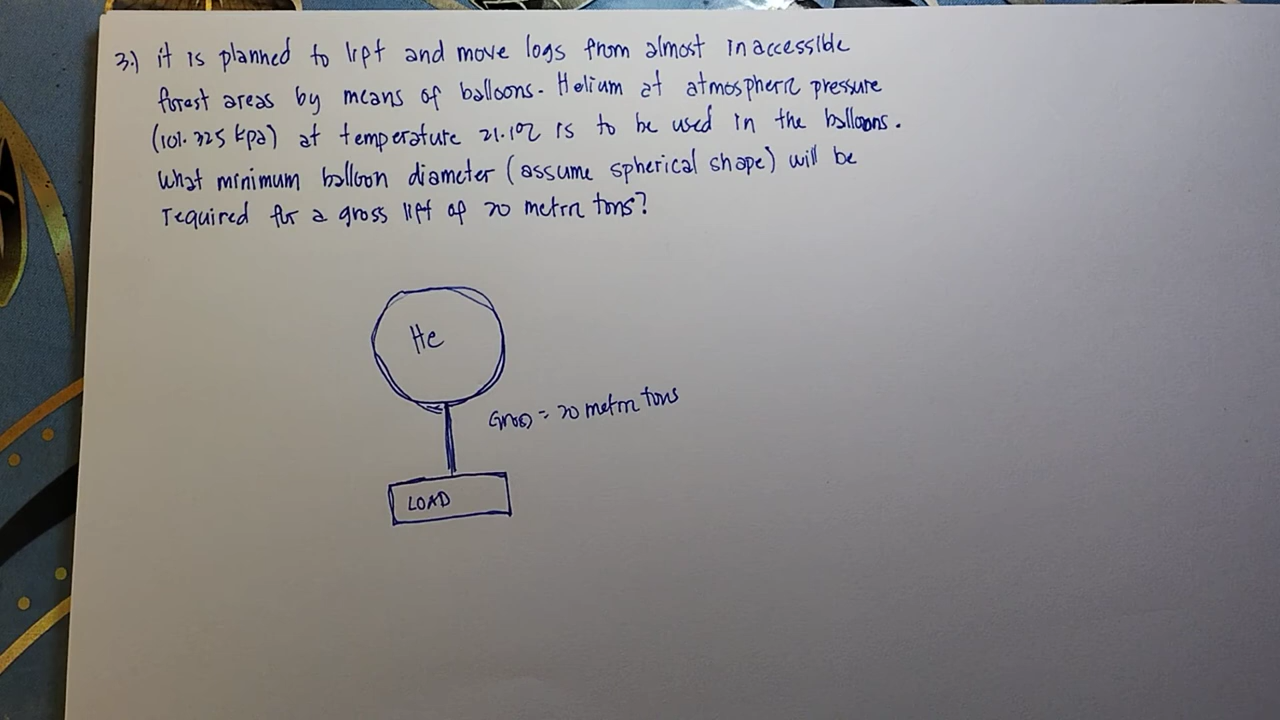 3.) it is planned to lift and move logs from almost inaccessible
forest areas by means of balloons. Helium at atmospheric pressure
(101.325 kpa) at temperature 21.1°C is to be used in the balloons.
What minimum balloon diameter (assume spherical shape) will be
required for a gross lift of 20 metric tons?
He
Gross = 20 metric tons
LOAD